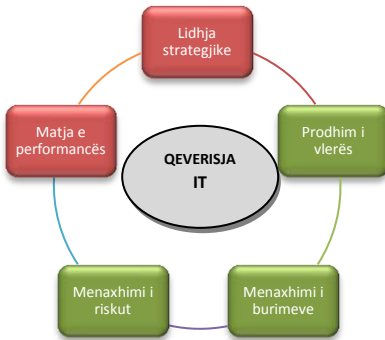 Lidhja
strategjike
Matja e
performancës
Prodhim i
vlerës
QEVERISJA
IT
Menaxhimi i
riskut
Menaxhimi i
burimeve